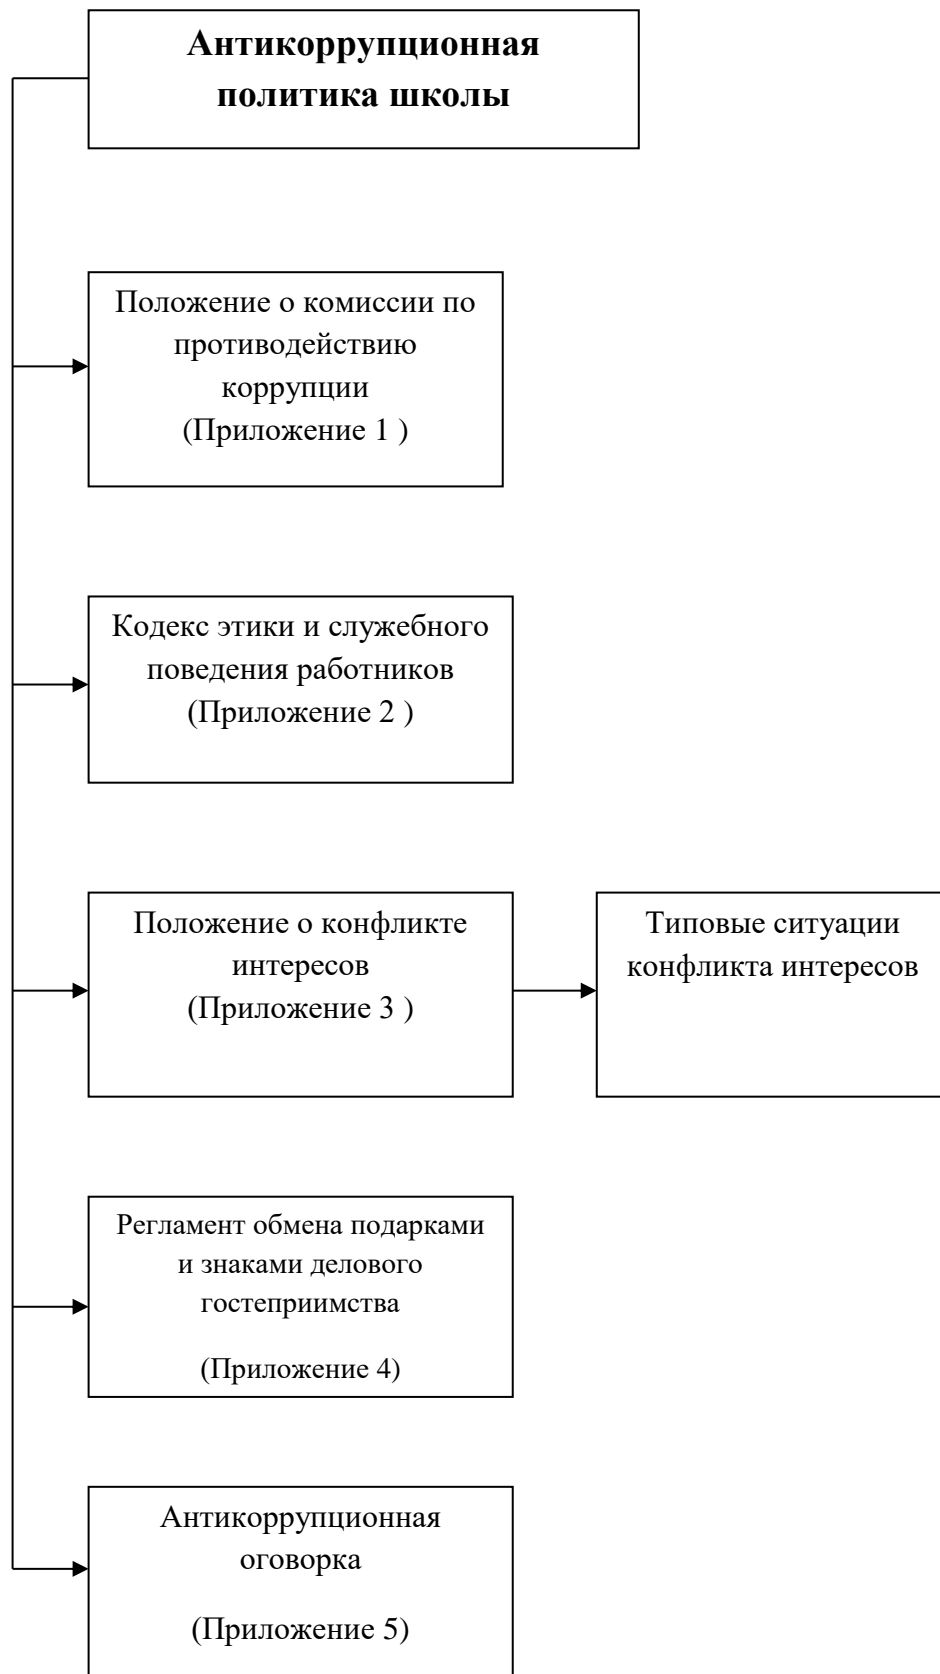 Антикоррупционная
политика школы
Положение о комиссии по
противодействию
коррупции
(Приложение 1 )
Кодекс этики и служебного
поведения работников
(Приложение 2 )
Положение о конфликте
интересов
(Приложение 3 )
Типовые ситуации
конфликта интересов
Регламент обмена подарками
и знаками делового
гостеприимства
(Приложение 4)
Антикоррупционная
оговорка
(Приложение 5)